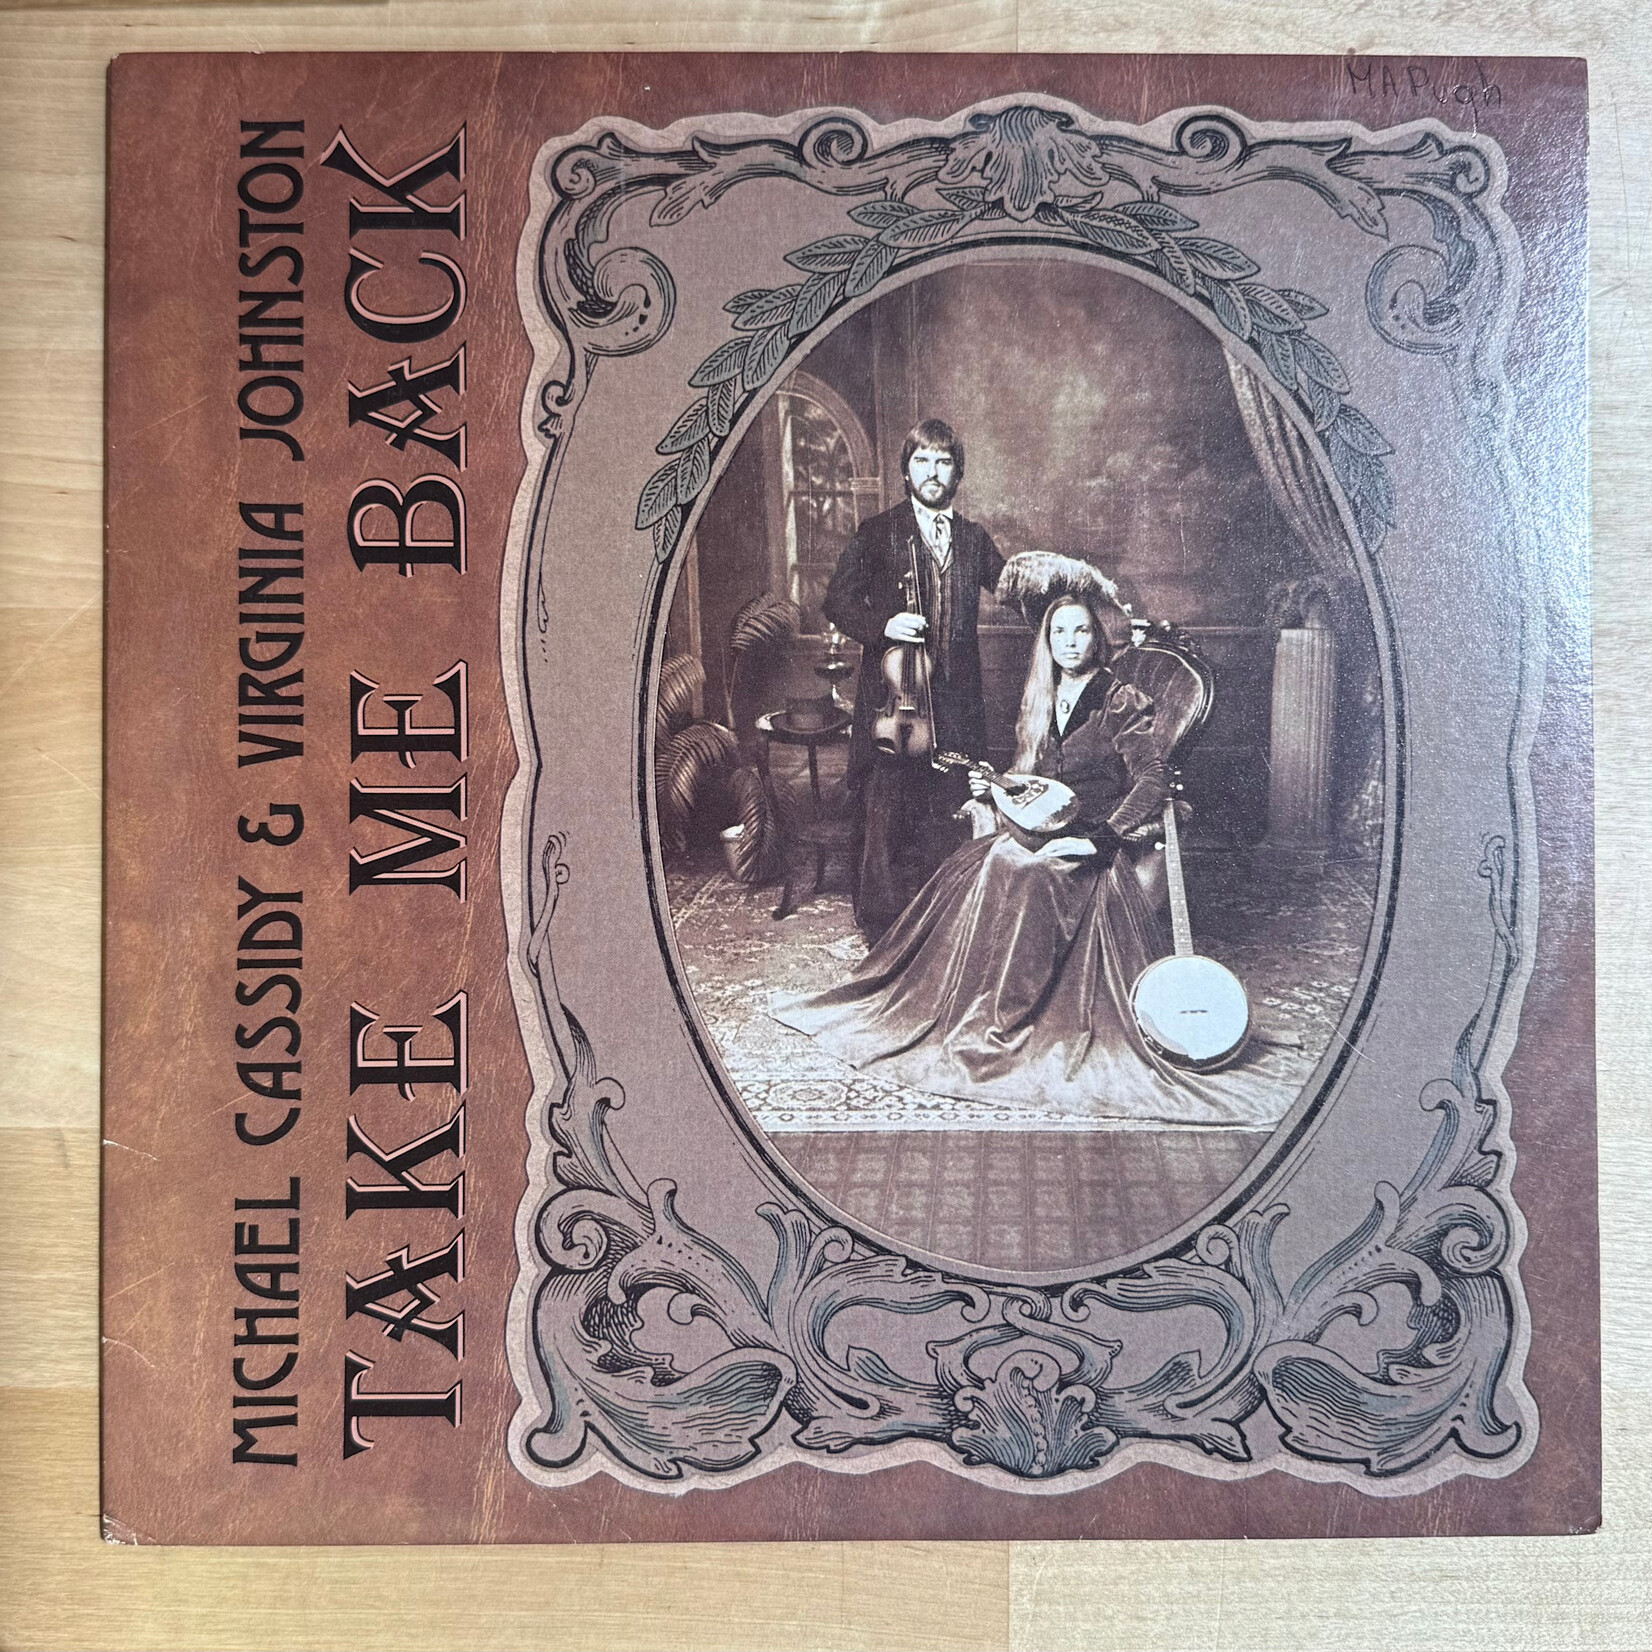 MICHAEL CASSIDY & VIRGINIA JOHNSTON
TAKE ME BACK
MAPugh